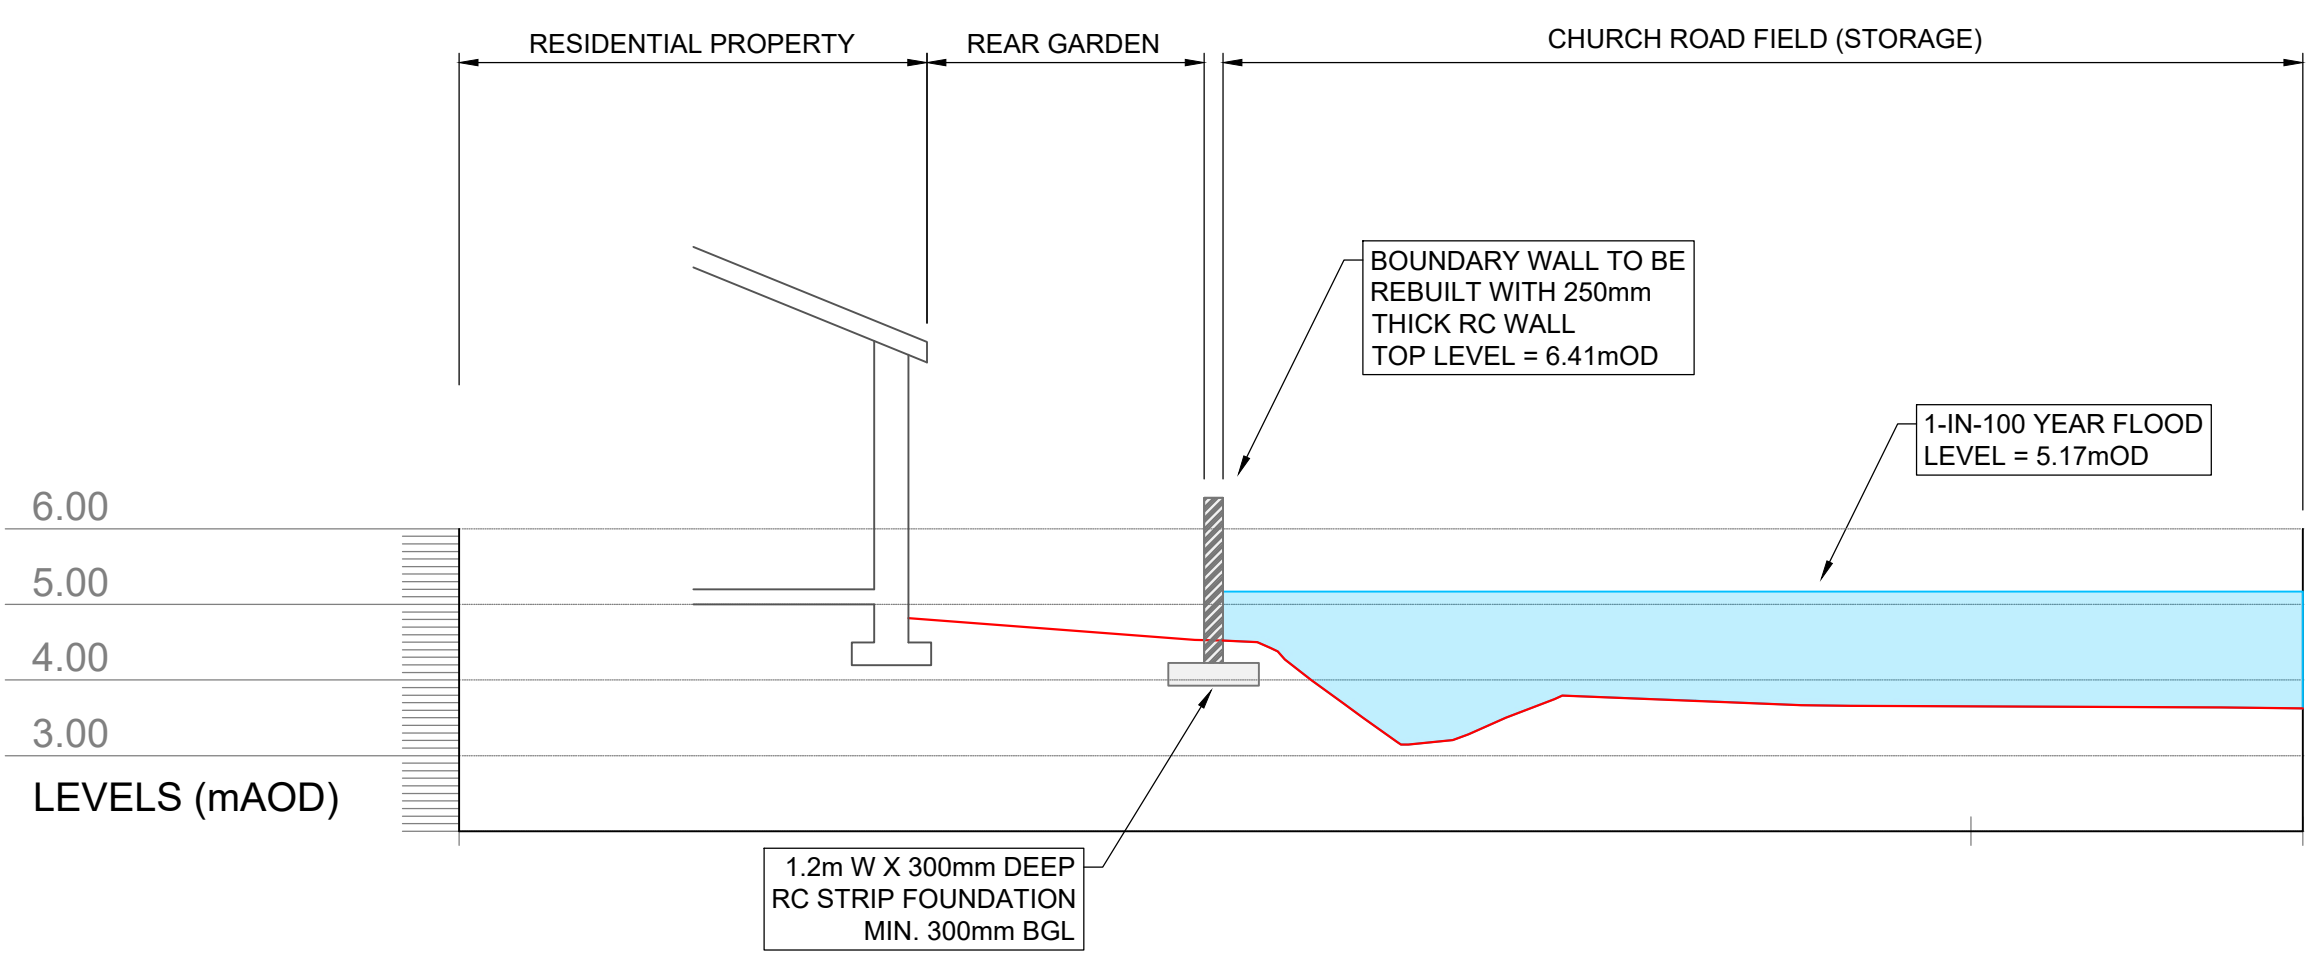 RESIDENTIAL PROPERTY
REAR GARDEN
CHURCH ROAD FIELD (STORAGE)
BOUNDARY WALL TO BE
REBUILT WITH 250mm
THICK RC WALL
TOP LEVEL = 6.41mOD
1-IN-100 YEAR FLOOD
LEVEL = 5.17mOD
6.00
5.00
4.00
3.00
LEVELS (mAOD)
1.2m W X 300mm DEEP
RC STRIP FOUNDATION
MIN. 300mm BGL